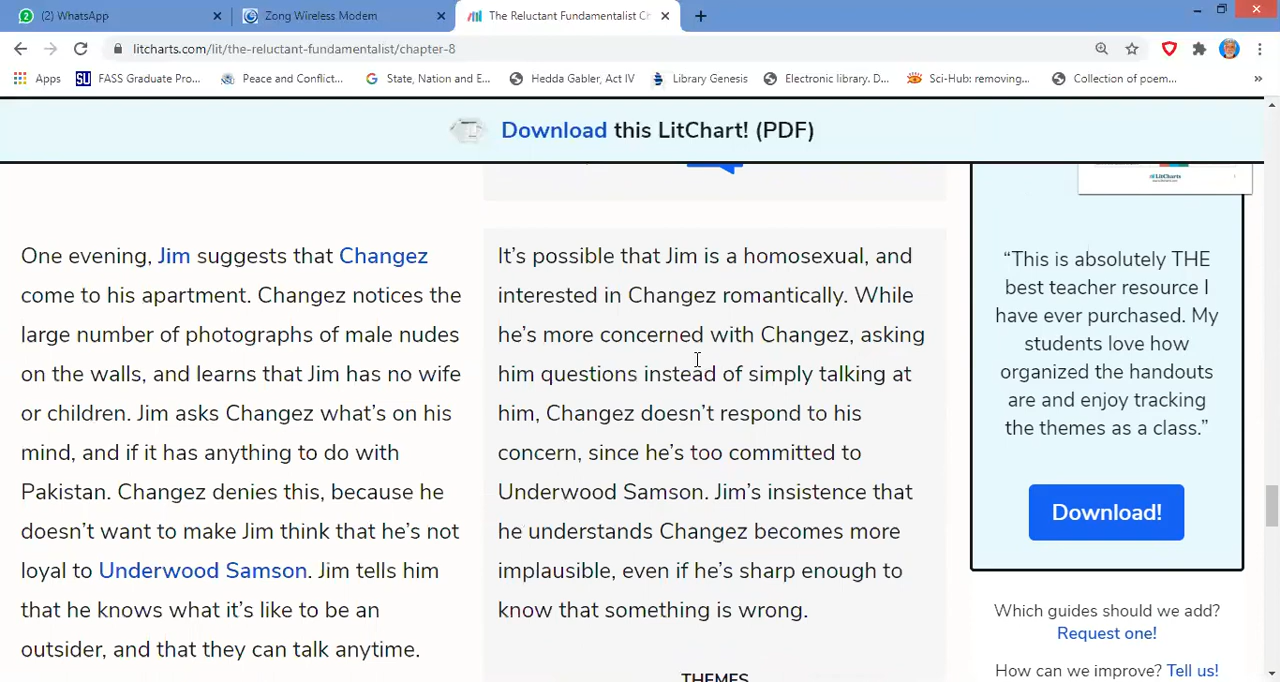 (2) WhatsApp
Zong Wireless Modem
The Reluctant Fundamentalist Ch
litcharts.com/lit/the-reluctant-fundamentalist/chapter-8
Apps
FASS Graduate Pro...
Peace and Conflict...
State, Nation and E...
Hedda Gabler, Act IV
Library Genesis
Electronic library. D...
Sci-Hub: removing...
Collection of poem...
»
Download this LitChart! (PDF)
LitCharts
One evening, Jim suggests that Changez
come to his apartment. Changez notices the
large number of photographs of male nudes
on the walls, and learns that Jim has no wife
or children. Jim asks Changez what's on his
mind, and if it has anything to do with
Pakistan. Changez denies this, because he
doesn't want to make Jim think that he's not
loyal to Underwood Samson. Jim tells him
that he knows what it's like to be an
outsider, and that they can talk anytime.
It's possible that Jim is a homosexual, and
interested in Changez romantically. While
he's more concerned with Changez, asking
him questions instead of simply talking at
him, Changez doesn't respond to his
concern, since he's too committed to
Underwood Samson. Jim's insistence that
he understands Changez becomes more
implausible, even if he's sharp enough to
know that something is wrong.
THEMES
“This is absolutely THE
best teacher resource I
have ever purchased. My
students love how
organized the handouts
are and enjoy tracking
the themes as a class.”
Download!
Which guides should we add?
Request one!
How can we improve? Tell us!